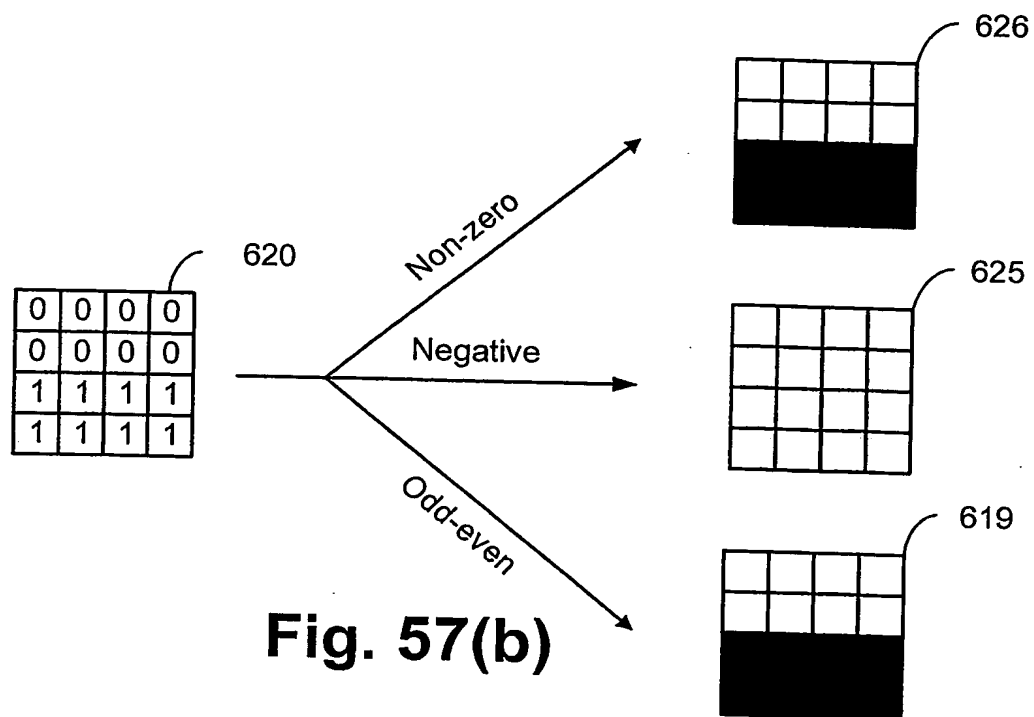 626
Non-zero
620
625
0 0 0 0
0 0 0 0
1 1 1 1
1 1 1 1
Negative
Odd-even
619
Fig. 57(b)